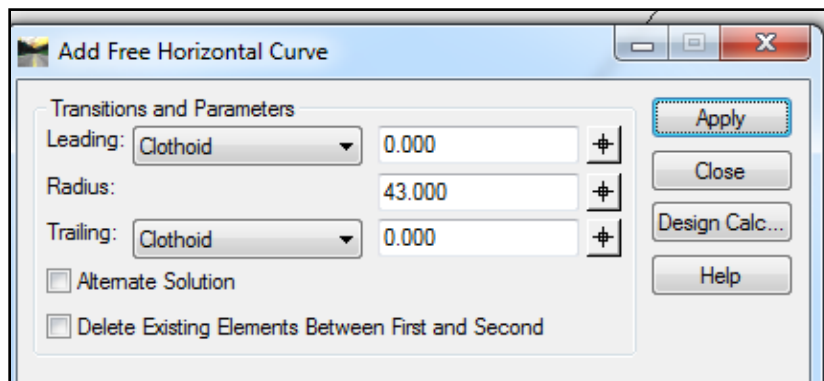 Add Free Horizontal Curve
Transitions and Parameters
Leading: Clothoid 0.000
Radius: 43.000
Trailing: Clothoid 0.000
Alternate Solution
Delete Existing Elements Between First and Second
Apply
Close
Design Calc...
Help